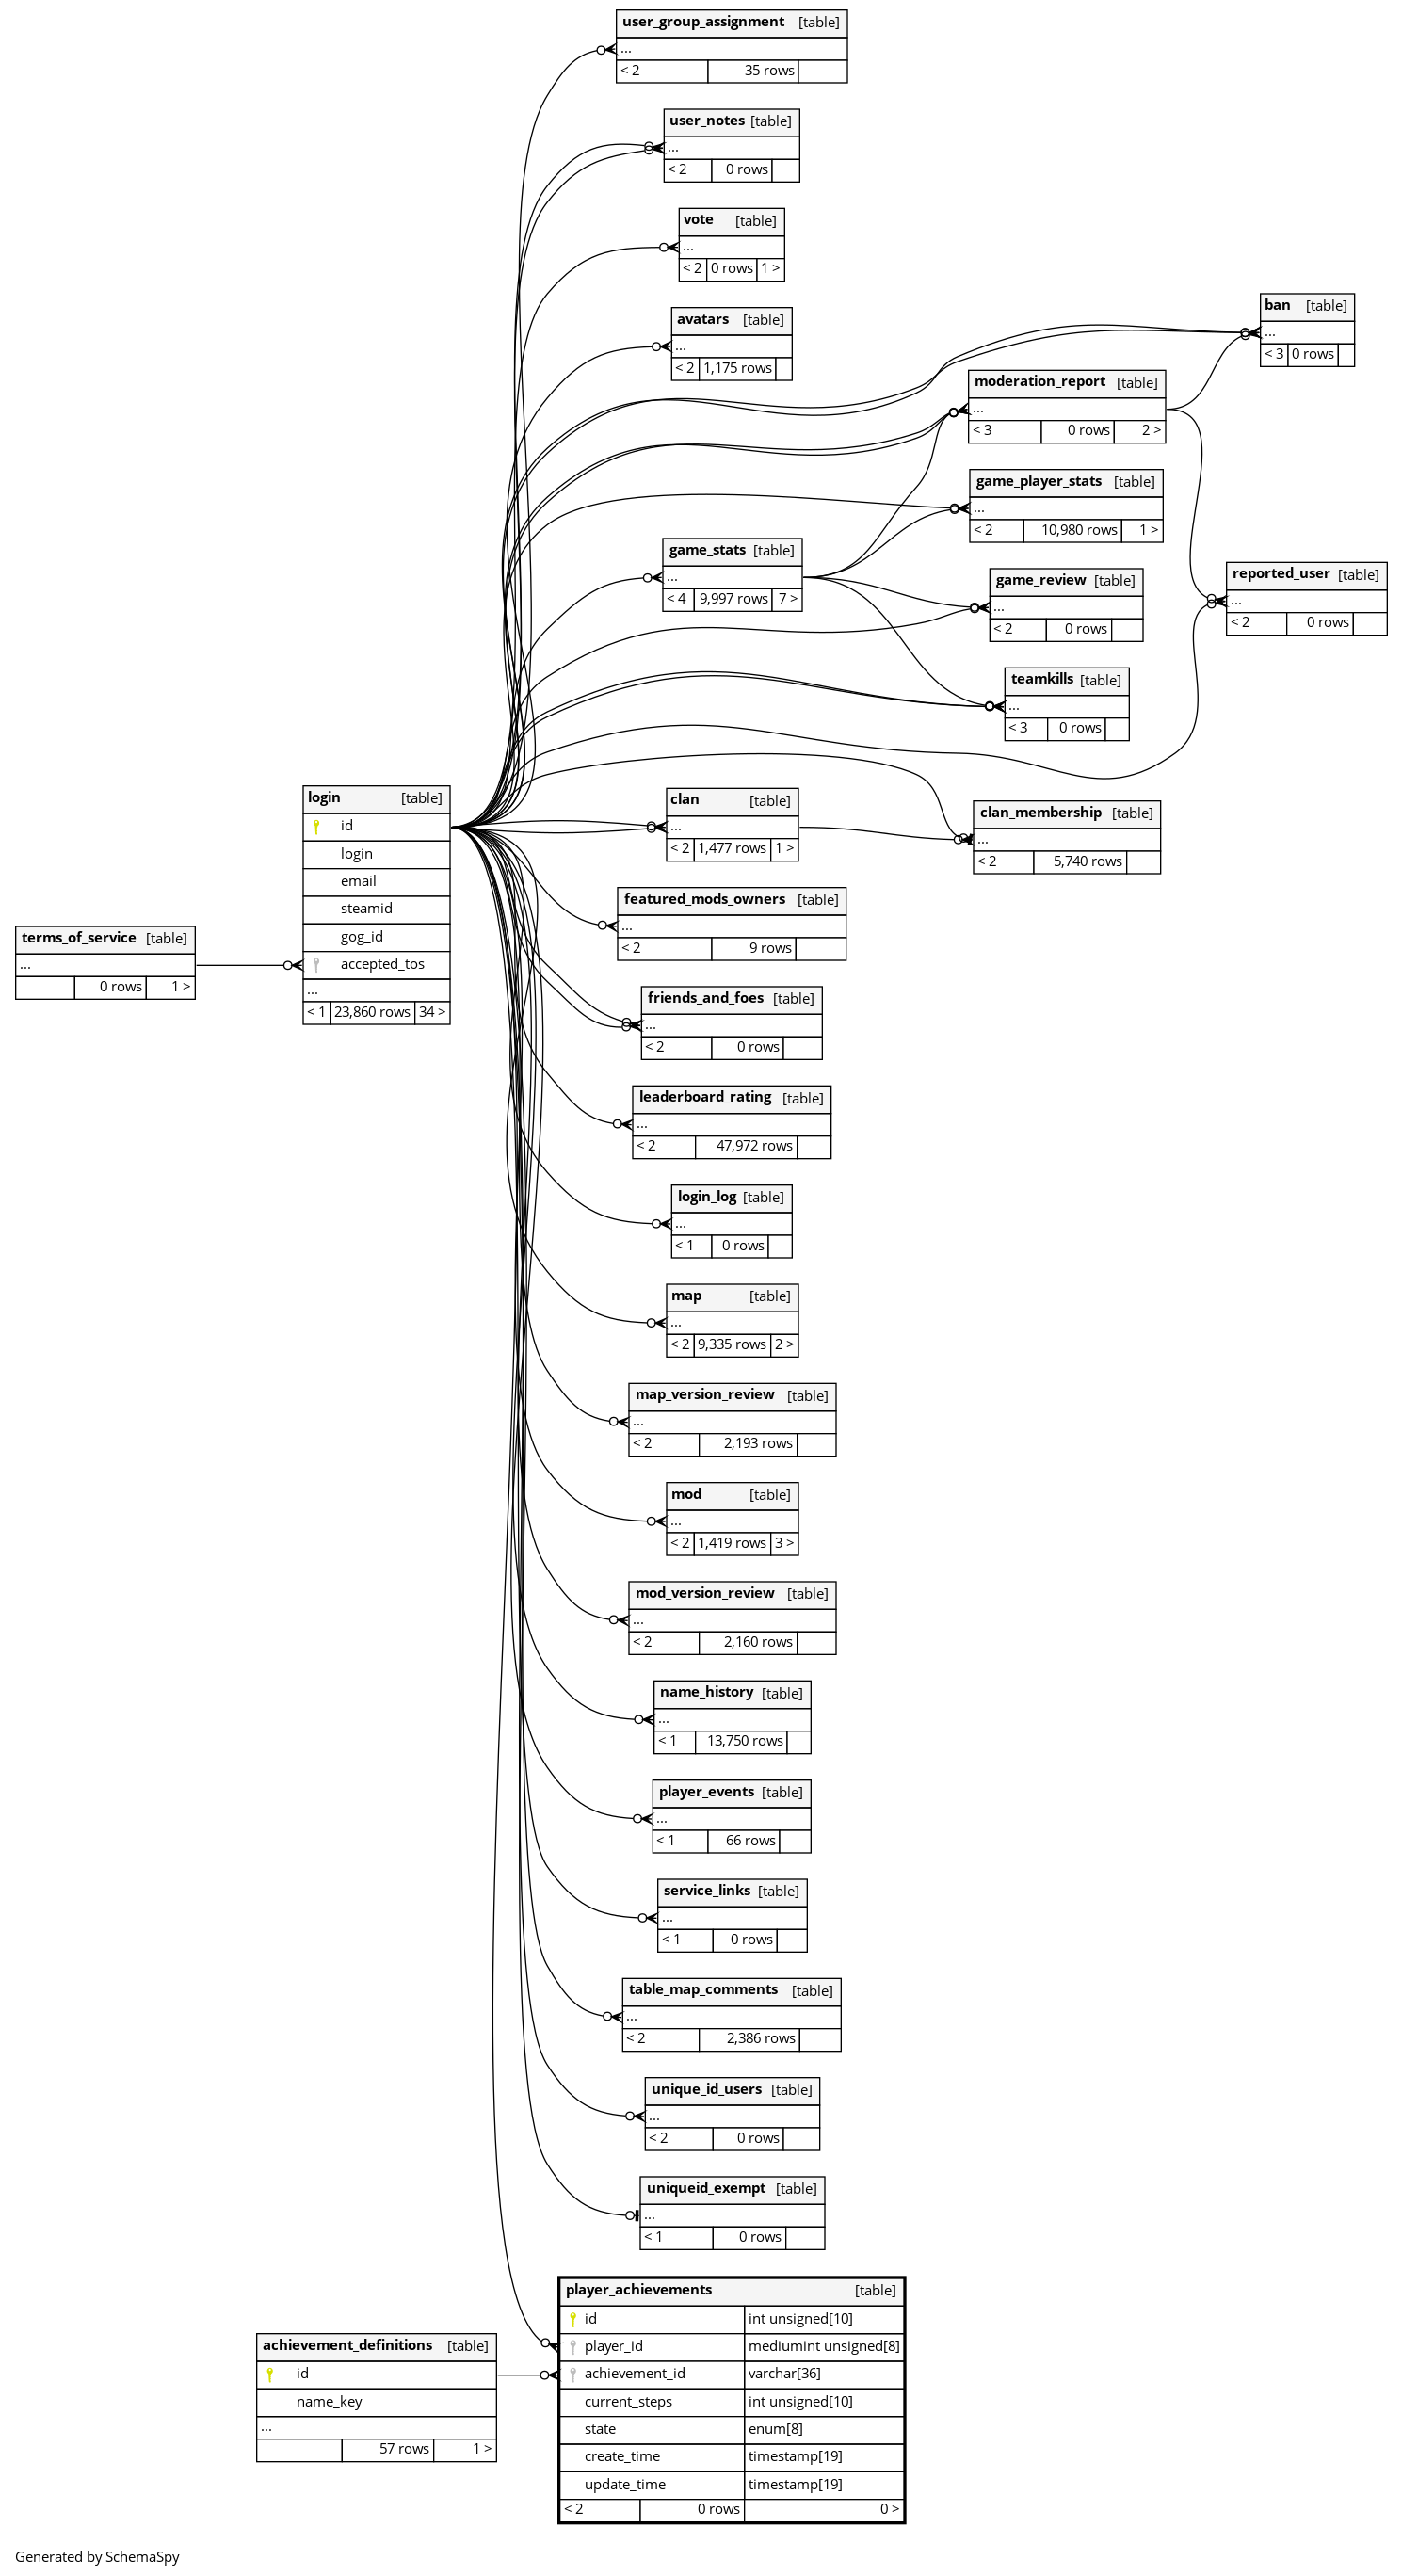 user_group_assignment [table]
...
< 2 35 rows
user_notes [table]
...
< 2 0 rows
vote [table]
...
< 2 0 rows 1 >
avatars [table]
...
< 2 1,175 rows
ban [table]
...
< 3 0 rows
moderation_report [table]
...
< 3 0 rows 2 >
game_player_stats [table]
...
< 2 10,980 rows 1 >
game_stats [table]
...
< 4 9,997 rows 7 >
game_review [table]
...
< 2 0 rows
reported_user [table]
...
< 2 0 rows
teamkills [table]
...
< 3 0 rows
login [table]
id
login
email
steamid
gog_id
accepted_tos
...
< 1 23,860 rows 34 >
terms_of_service [table]
...
0 rows 1 >
clan [table]
...
< 2 1,477 rows 1 >
clan_membership [table]
...
< 2 5,740 rows
featured_mods_owners [table]
...
< 2 9 rows
friends_and_foes [table]
...
< 2 0 rows
leaderboard_rating [table]
...
< 2 47,972 rows
login_log [table]
...
< 1 0 rows
map [table]
...
< 2 9,335 rows 2 >
map_version_review [table]
...
< 2 2,193 rows
mod [table]
...
< 2 1,419 rows 3 >
mod_version_review [table]
...
< 2 2,160 rows
name_history [table]
...
< 1 13,750 rows
player_events [table]
...
< 1 66 rows
service_links [table]
...
< 1 0 rows
table_map_comments [table]
...
< 2 2,386 rows
unique_id_users [table]
...
< 2 0 rows
uniqueid_exempt [table]
...
< 1 0 rows
player_achievements [table]
id int unsigned[10]
player_id mediumint unsigned[8]
achievement_id varchar[36]
current_steps int unsigned[10]
state enum[8]
create_time timestamp[19]
update_time timestamp[19]
< 2 0 rows 0 >
achievement_definitions [table]
id
name_key
...
57 rows 1 >
Generated by SchemaSpy